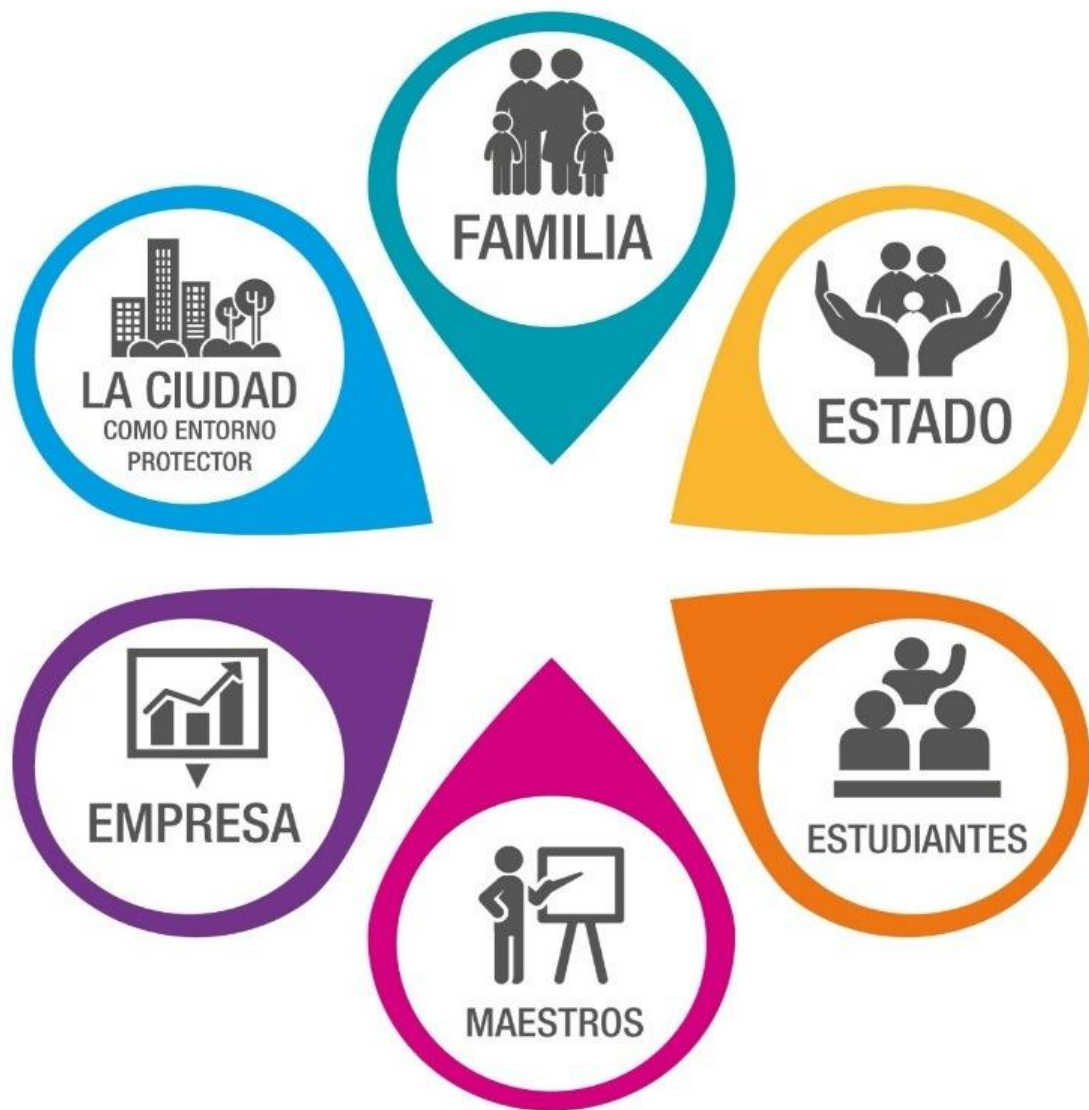 FAMILIA
LA CIUDAD
COMO ENTORNO
PROTECTOR
ESTADO
EMPRESA
ESTUDIANTES
MAESTROS